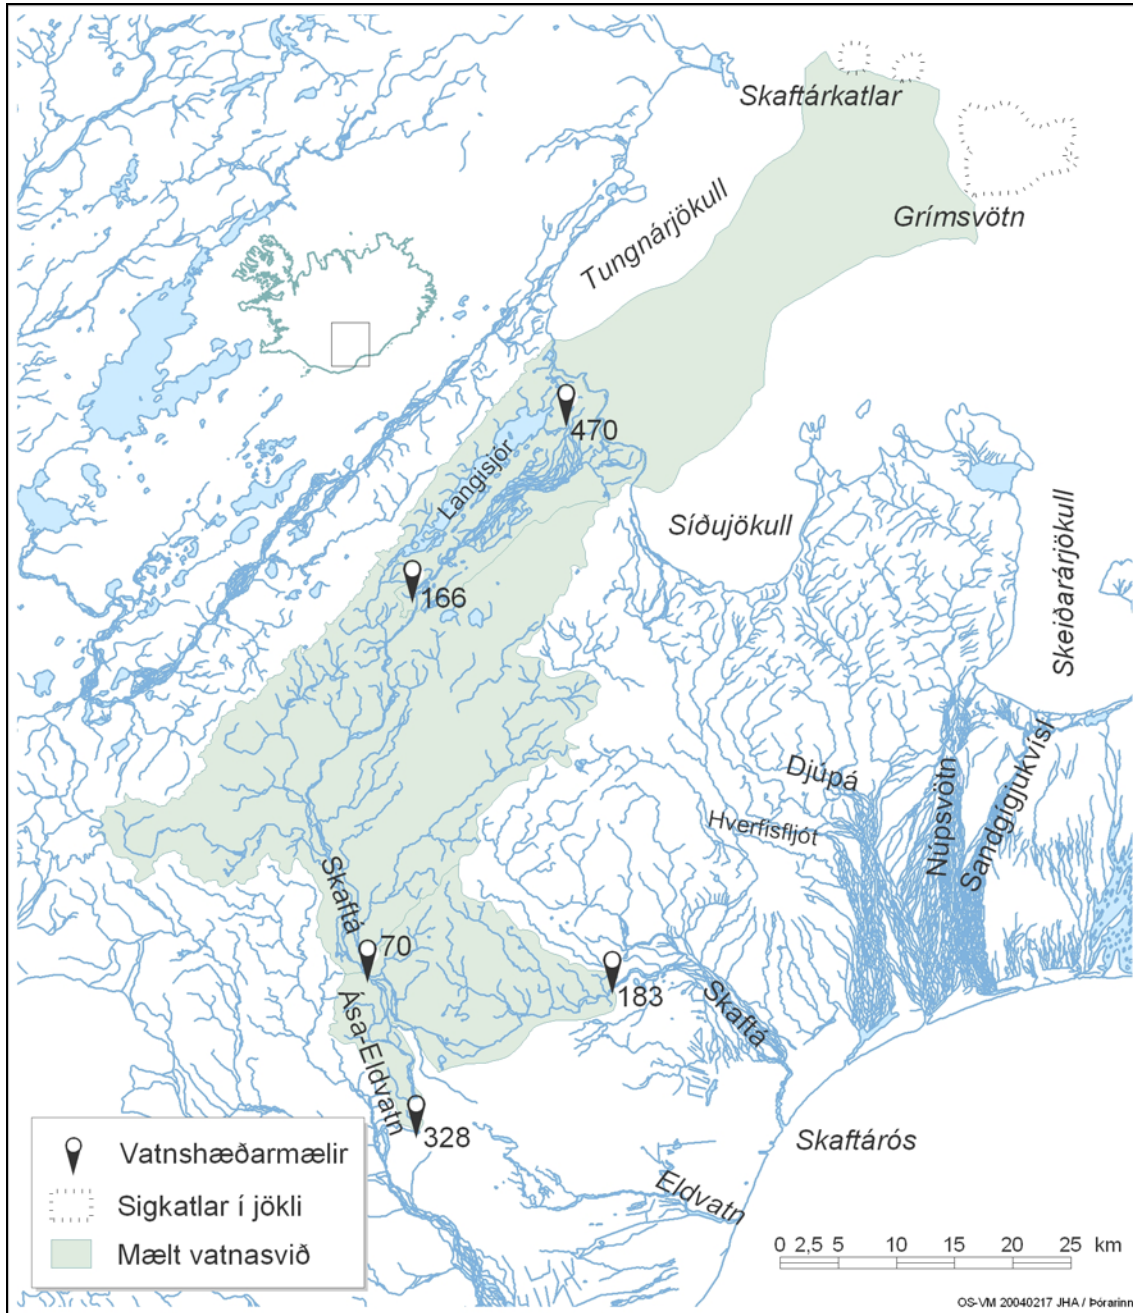 Skaftárkatlar
Grímsvötn
Tungnárjökull
470
Langisjór
Síðujökull
Skeiðarárjökull
166
Djúpá
Hverfisfljót
Núpsvötn
Sandgígjukvísl
Skaftá
70
183
Skaftá
Ása-Eldvatn
328
Skaftárós
Eldvatn
Vatnshæðarmælir
Sigkatlar í jökli
Mælt vatnasvið
0 2,5 5 10 15 20 25 km
OS-VM 20040217 JHA / Þórarinn